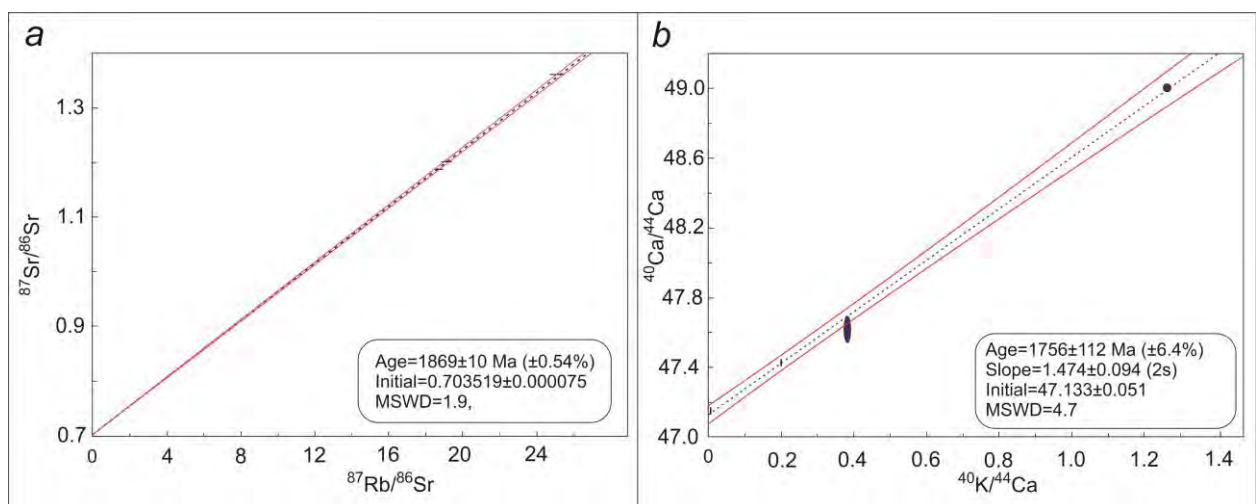 a
1.3
1.1
0.9
0.7
⁸⁷Sr/⁸⁶Sr
0 4 8 12 16 20 24
⁸⁷Rb/⁸⁶Sr
Age=1869±10 Ma (±0.54%)
Initial=0.703519±0.000075
MSWD=1.9,
b
49.0
48.6
48.2
47.8
47.4
47.0
⁴⁰Ca/⁴⁴Ca
0 0.4 0.6 0.8 1.0 1.2 1.4
⁴⁰K/⁴⁴Ca
Age=1756±112 Ma (±6.4%)
Slope=1.474±0.094 (2s)
Initial=47.133±0.051
MSWD=4.7